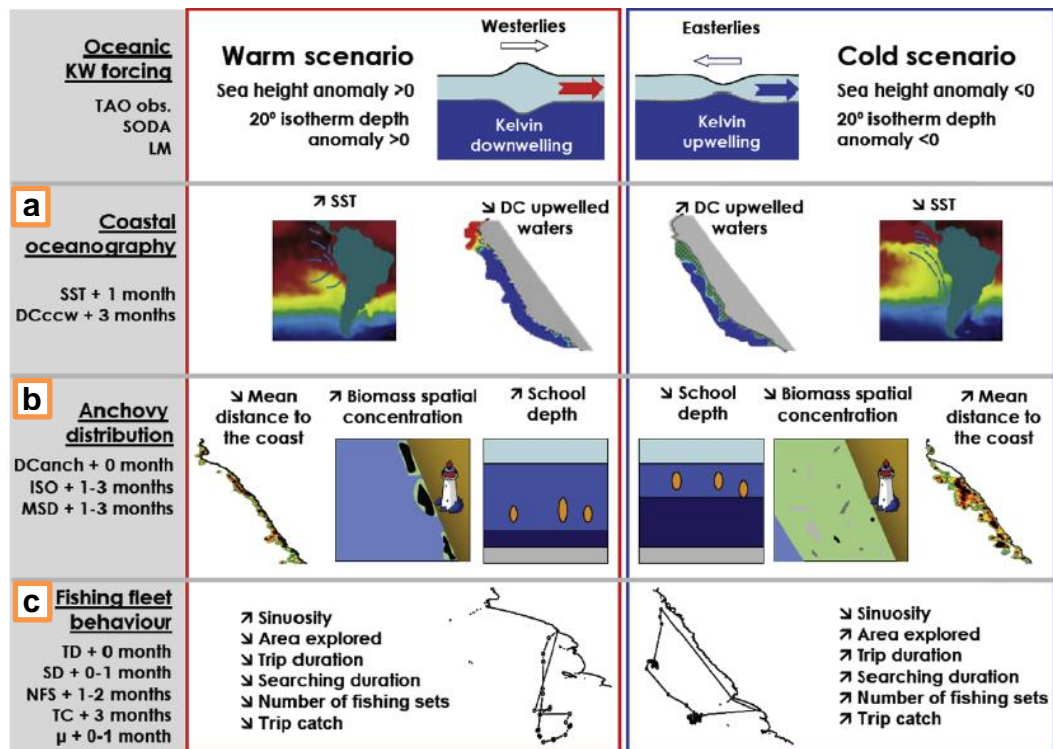 Oceanic
KW forcing
TAO obs.
SODA
LM
Warm scenario
Sea height anomaly >0
20º isotherm depth
anomaly >0
Westerlies
Kelvin
downwelling
Easterlies
Kelvin
upwelling
Cold scenario
Sea height anomaly <0
20º isotherm depth
anomaly <0
a
Coastal
oceanography
SST + 1 month
DCccw + 3 months
↗ SST
↘ DC upwelled
waters
↗ DC upwelled
waters
↘ SST
b
Anchovy
distribution
DCanch + 0 month
ISO + 1-3 months
MSD + 1-3 months
↘ Mean
distance to
the coast
↗ Biomass spatial
concentration
↗ School
depth
↘ School
depth
↘ Biomass spatial
concentration
↗ Mean
distance to
the coast
c
Fishing fleet
behaviour
TD + 0 month
SD + 0-1 month
NFS + 1-2 months
TC + 3 months
µ + 0-1 month
↗ Sinuosity
↘ Area explored
↘ Trip duration
↘ Searching duration
↘ Number of fishing sets
↘ Trip catch
↘ Sinuosity
↗ Area explored
↗ Trip duration
↗ Searching duration
↗ Number of fishing sets
↗ Trip catch